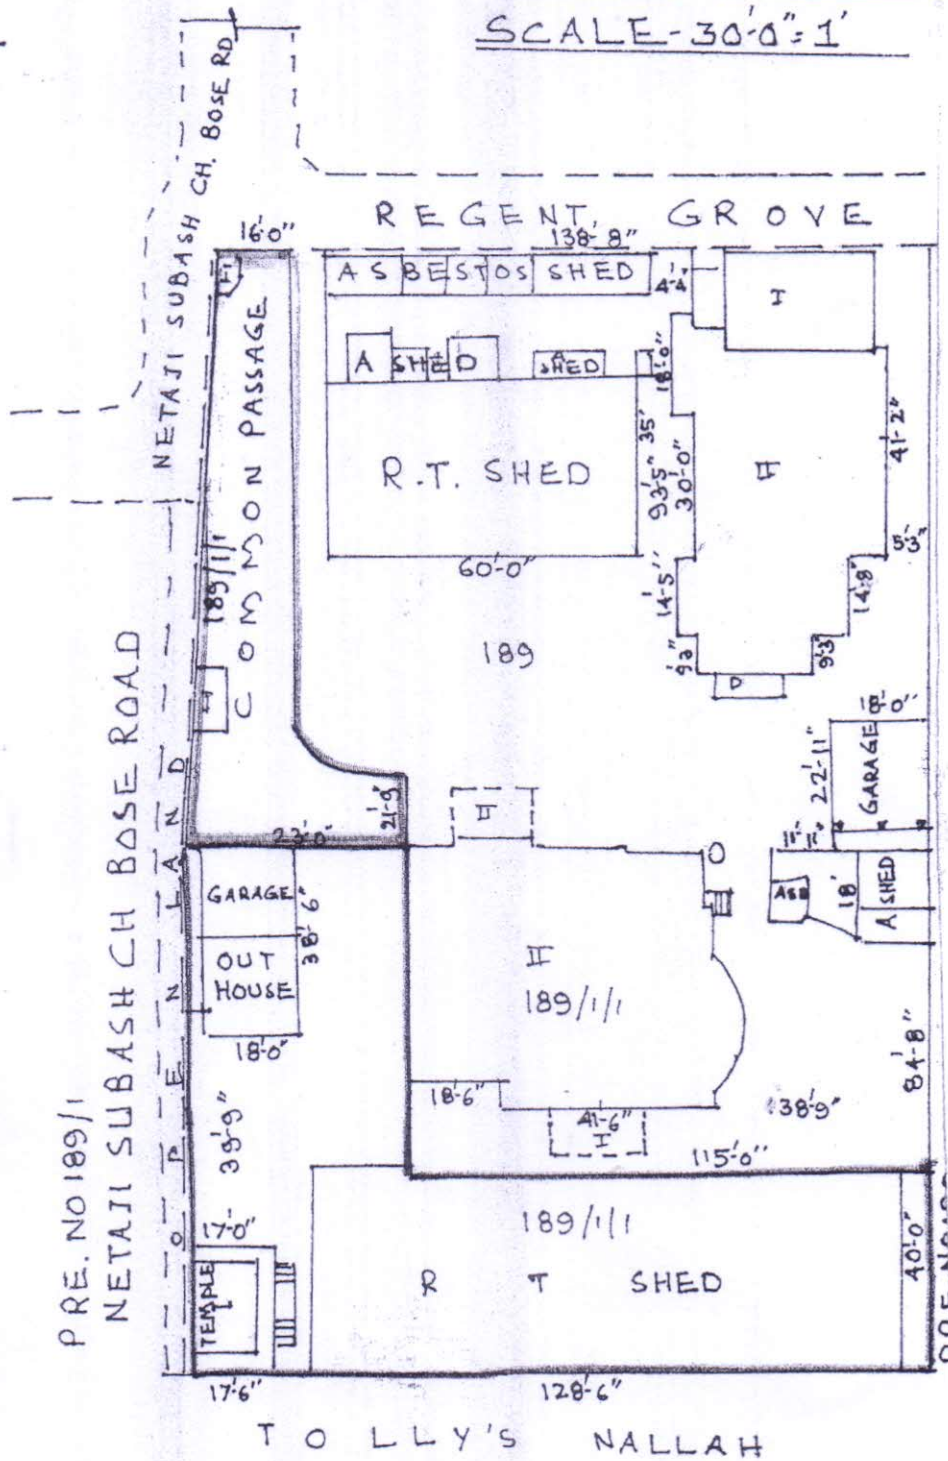 SCALE-30'-0"=1'
NETAJI SUBASH CH. BOSE RD
REGENT. GROVE
16'-0"
138'-8"
ASBESTOS SHED
4'-4"
I
COMMON PASSAGE
A SHED
SHED
18'-0"
35'
93'-5"
30'-0"
41'-2"
R.T. SHED
60'-0"
II
5'-3"
14'-5"
14'-8"
9'-3"
9'-3"
189/1/1
189
P
18'-0"
22'-11"
GARAGE
PRE. NO 189/1
NETAJI SUBASH CH BOSE ROAD
OPEN LAND
21'-9"
23'-0"
GARAGE
38'-6"
OUT
HOUSE
18'-0"
II
189/1/1
ASB
18'
A SHED
84'-8"
18'-6"
41'-6"
I
38'-9"
39'-9"
115'-0"
189/1/1
17'-0"
TEMPLE
R T SHED
40'-0"
17'-6"
128'-6"
TOLLY'S NALLAH